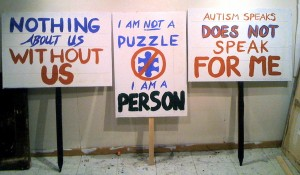 NOTHING
ABOUT US
WITHOUT
US
I AM NOT A
PUZZLE
I AM A
PERSON
AUTISM SPEAKS
DOES NOT
SPEAK
FOR ME